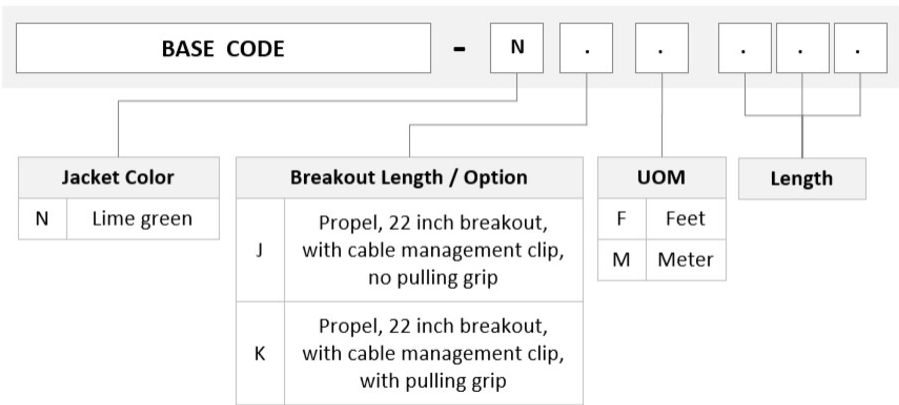 BASE CODE - N . . . . .
Jacket Color
N Lime green
Breakout Length / Option
J Propel, 22 inch breakout,
with cable management clip,
no pulling grip
K Propel, 22 inch breakout,
with cable management clip,
with pulling grip
UOM
F Feet
M Meter
Length